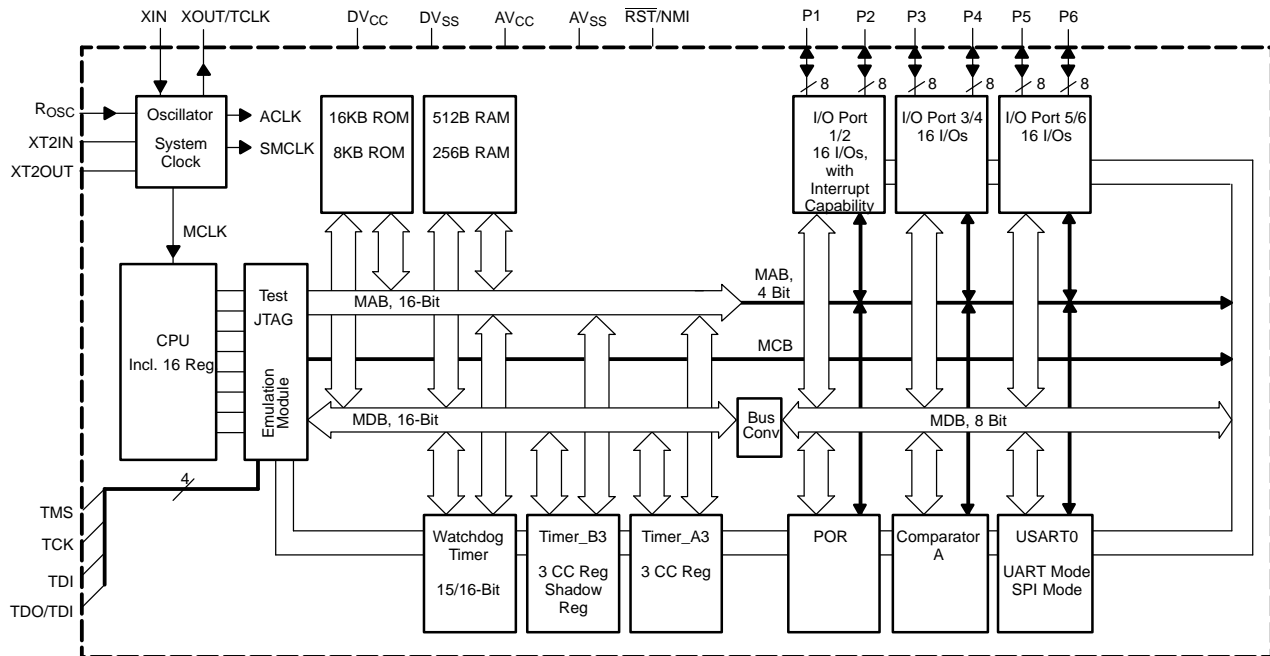 XIN
XOUT/TCLK
DVCC
DVSS
AVCC
AVSS
RST/NMI
P1
P2
P3
P4
P5
P6
8
8
8
8
8
8
ROSC
XT2IN
XT2OUT
Oscillator
System
Clock
ACLK
SMCLK
16KB ROM
8KB ROM
512B RAM
256B RAM
I/O Port
1/2
16 I/Os,
with
Interrupt
Capability
I/O Port 3/4
16 I/Os
I/O Port 5/6
16 I/Os
MCLK
CPU
Incl. 16 Reg
Test
JTAG
Emulation
Module
MAB, 16-Bit
MAB,
4 Bit
MCB
MDB, 16-Bit
Bus
Conv
MDB, 8 Bit
4
TMS
TCK
TDI
TDO/TDI
Watchdog
Timer
15/16-Bit
Timer_B3
3 CC Reg
Shadow
Reg
Timer_A3
3 CC Reg
POR
Comparator
A
USART0
UART Mode
SPI Mode